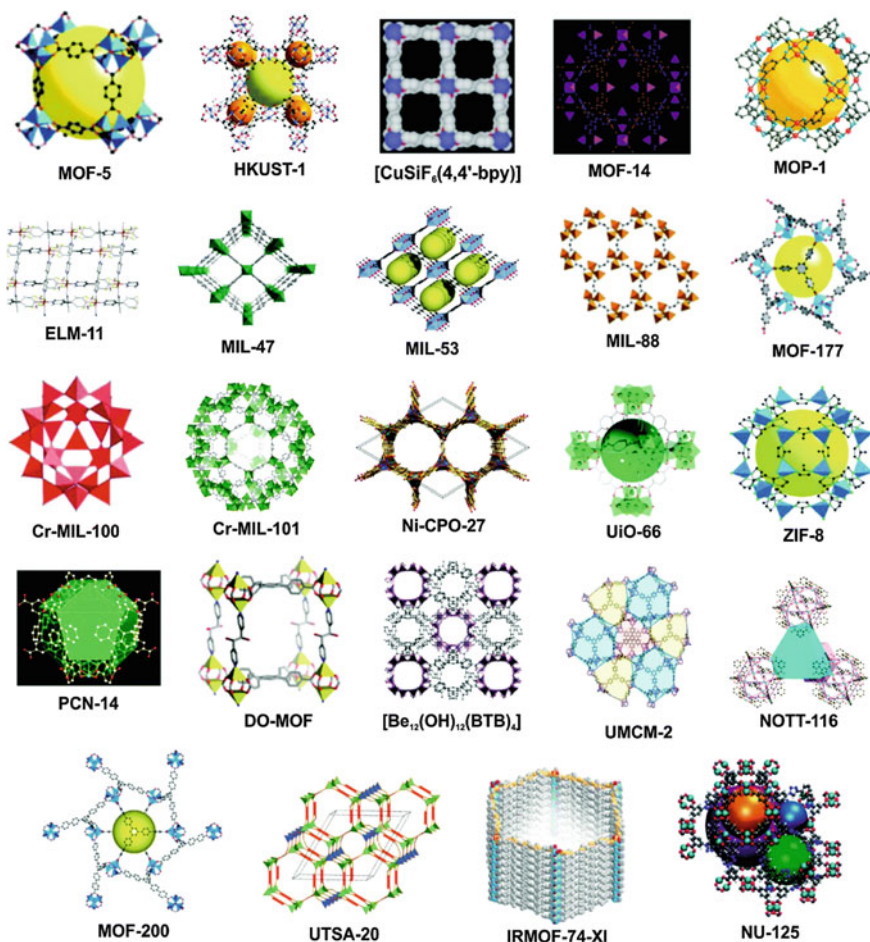 MOF-5
HKUST-1
[CuSiF₆(4,4'-bpy)]
MOF-14
MOP-1
ELM-11
MIL-47
MIL-53
MIL-88
MOF-177
Cr-MIL-100
Cr-MIL-101
Ni-CPO-27
UiO-66
ZIF-8
PCN-14
DO-MOF
[Be₁₂(OH)₁₂(BTB)₄]
UMCM-2
NOTT-116
MOF-200
UTSA-20
IRMOF-74-XI
NU-125